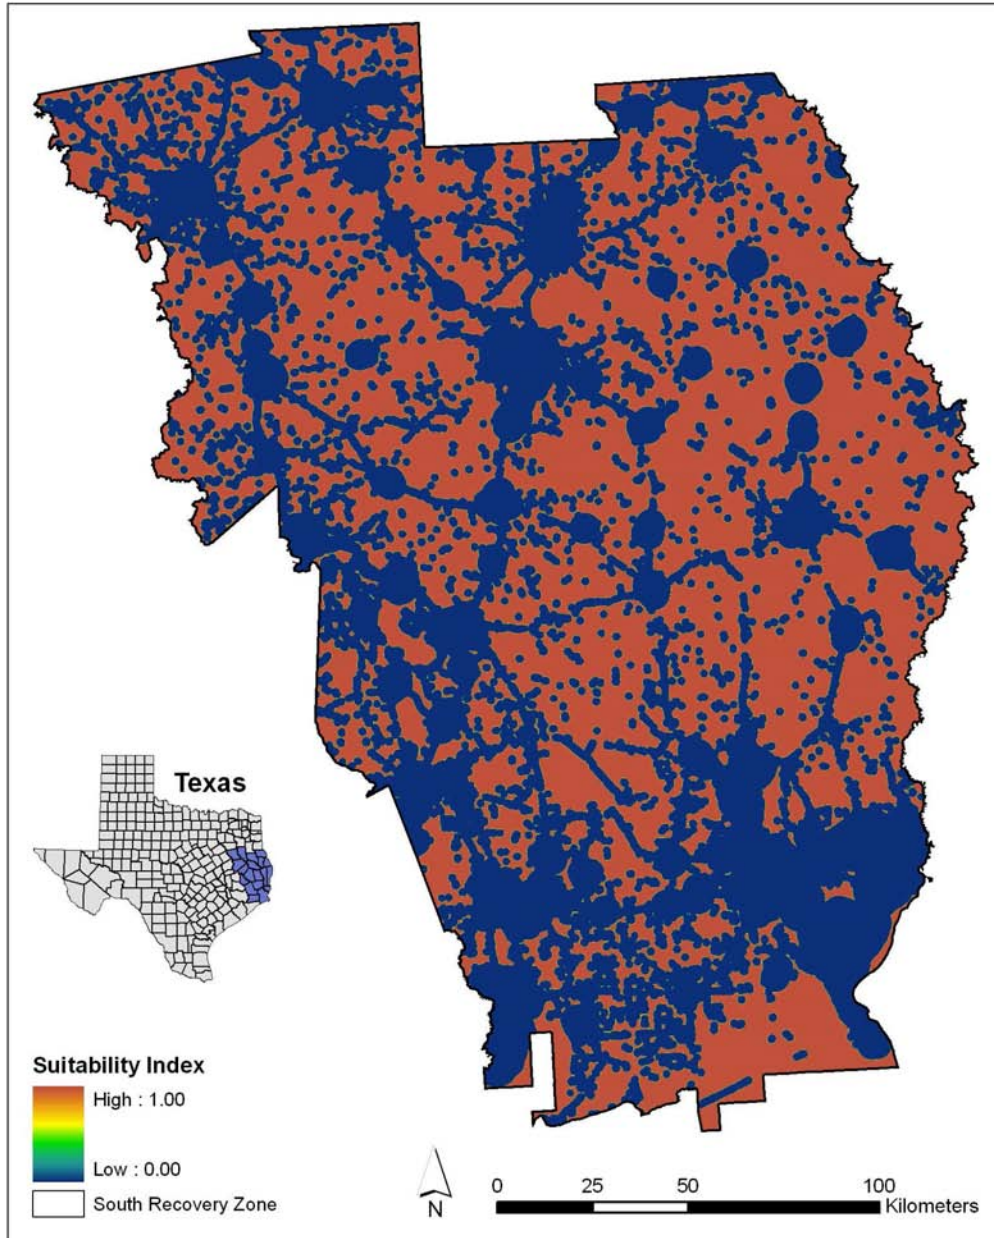 Texas
Suitability Index
High : 1.00
Low : 0.00
South Recovery Zone
N
0 25 50 100
Kilometers